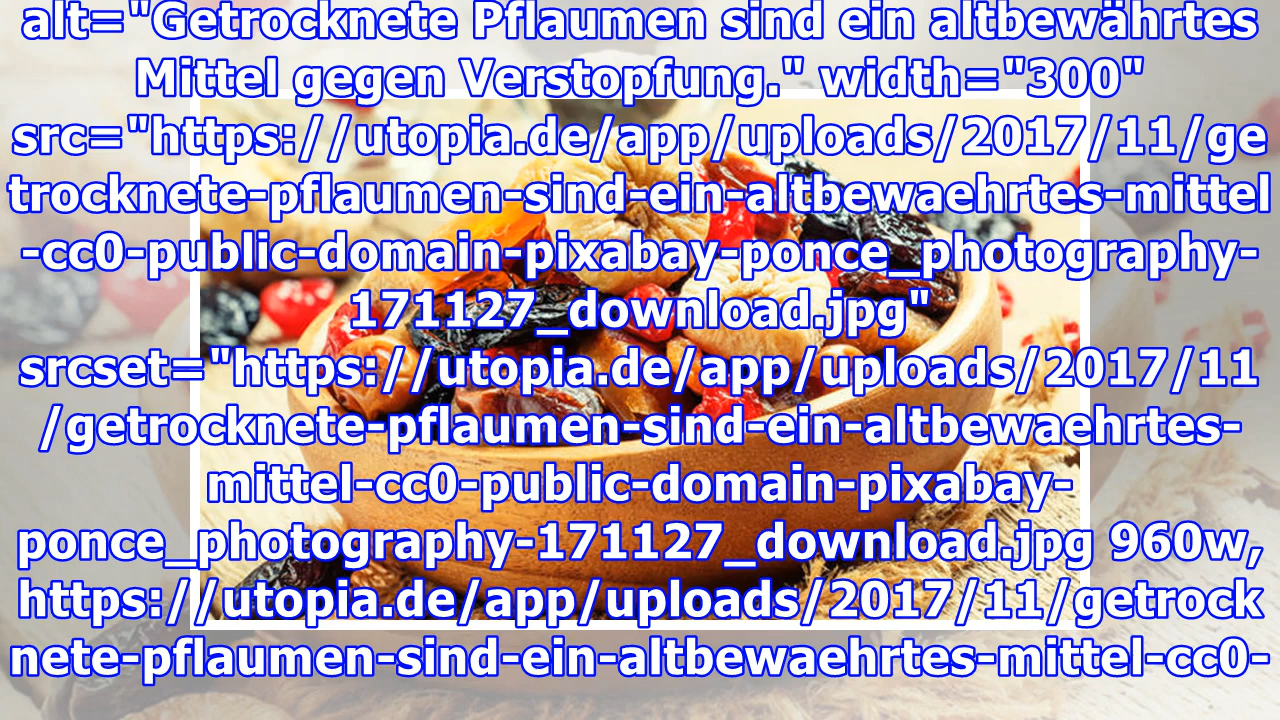 alt="Getrocknete Pflaumen sind ein altbewährtes
Mittel gegen Verstopfung." width="300"
src="https://utopia.de/app/uploads/2017/11/ge
trocknete-pflaumen-sind-ein-altbewaehrtes-mittel
-cc0-public-domain-pixabay-ponce_photography-
171127_download.jpg"
srcset="https://utopia.de/app/uploads/2017/11
/getrocknete-pflaumen-sind-ein-altbewaehrtes-
mittel-cc0-public-domain-pixabay-
ponce_photography-171127_download.jpg 960w,
https://utopia.de/app/uploads/2017/11/getrock
nete-pflaumen-sind-ein-altbewaehrtes-mittel-cc0-